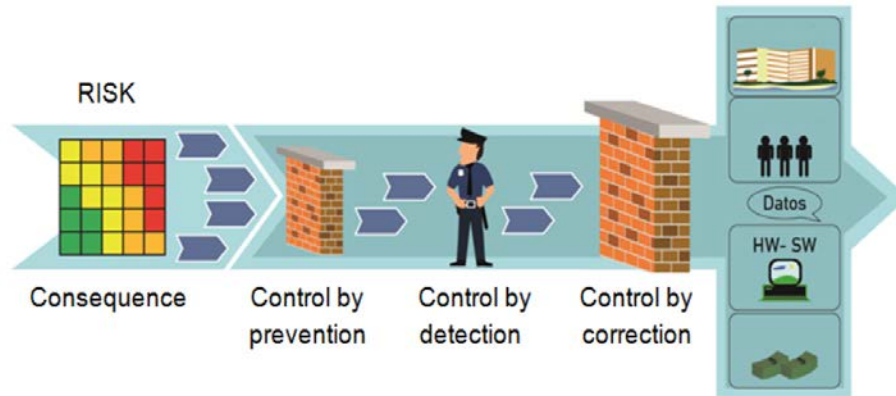 RISK
Consequence
Control by
prevention
Control by
detection
Control by
correction
Datos
HW- SW